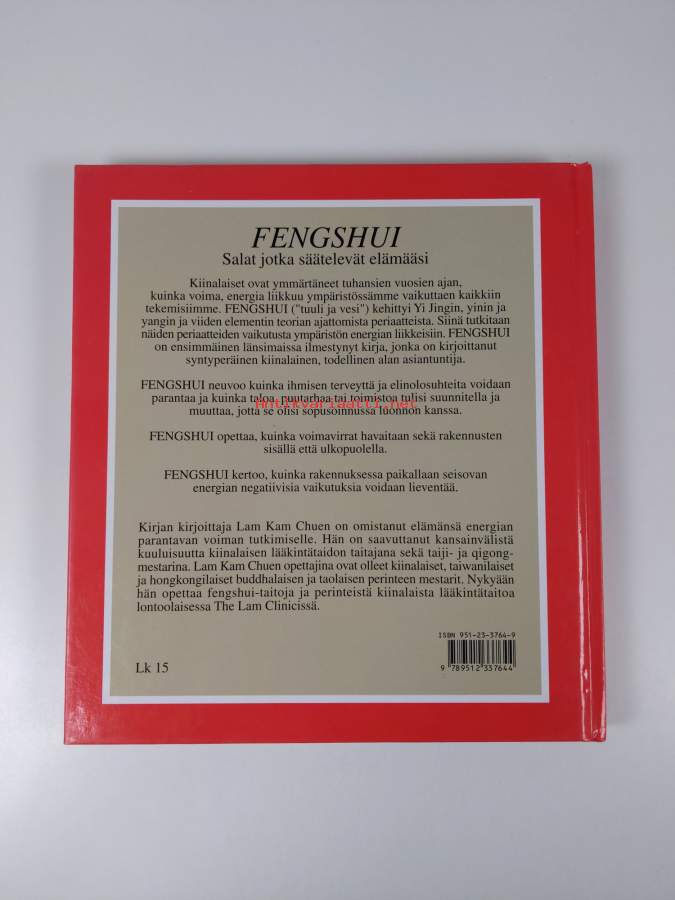 FENGSHUI
Salat jotka säätelevät elämääsi
Kiinalaiset ovat ymmärtäneet tuhansien vuosien ajan,
kuinka voima, energia liikkuu ympäristössämme vaikuttaen kaikkiin
tekemisiimme. FENGSHUI ("tuuli ja vesi") kehittyi Yi Jingin, yinin ja
yangin ja viiden elementin teorian ajattomista periaatteista. Siinä tutkitaan
näiden periaatteiden vaikutusta ympäristön energian liikkeisiin. FENGSHUI
on ensimmäinen länsimaissa ilmestynyt kirja, jonka on kirjoittanut
syntyperäinen kiinalainen, todellinen alan asiantuntija.
FENGSHUI neuvoo kuinka ihmisen terveyttä ja elinolosuhteita voidaan
parantaa ja kuinka taloa, puutarhaa tai toimistoa tulisi suunnitella ja
Antikvariaatti.net
muuttaa, jotta se olisi sopusoinnussa luonnon kanssa.
FENGSHUI opettaa, kuinka voimavirrat havaitaan sekä rakennusten
sisällä että ulkopuolella.
FENGSHUI kertoo, kuinka rakennuksessa paikallaan seisovan
energian negatiivisia vaikutuksia voidaan lieventää.
Kirjan kirjoittaja Lam Kam Chuen on omistanut elämänsä energian
parantavan voiman tutkimiselle. Hän on saavuttanut kansainvälistä
kuuluisuutta kiinalaisen lääkintätaidon taitajana sekä taiji- ja qigong-
mestarina. Lam Kam Chuen opettajina ovat olleet kiinalaiset, taiwanilaiset
ja hongkongilaiset buddhalaisen ja taolaisen perinteen mestarit. Nykyään
hän opettaa fengshui-taitoja ja perinteistä kiinalaista lääkintätaitoa
lontoolaisessa The Lam Clinicissä.
ISBN 951-23-3764-9
Lk 15
9 789512 337644